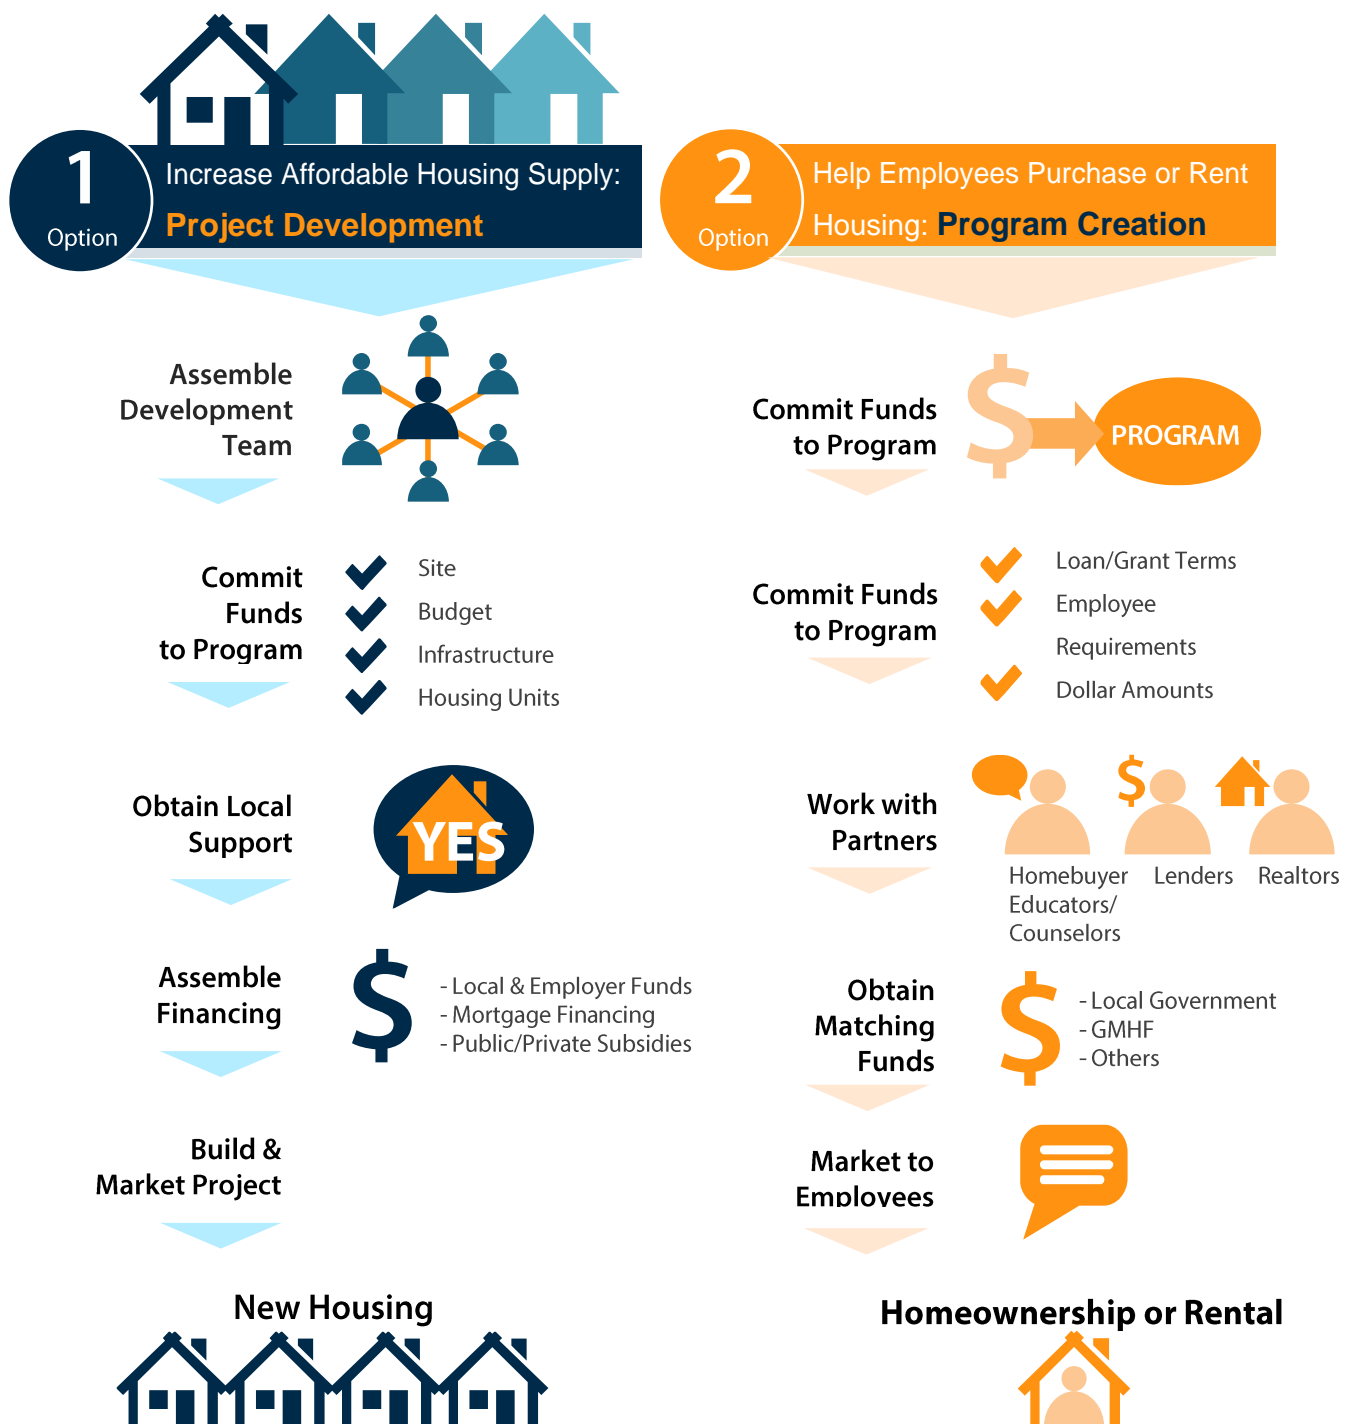 1
Option
Increase Affordable Housing Supply:
Project Development
Assemble
Development
Team
Commit
Funds
to Program
Site
Budget
Infrastructure
Housing Units
Obtain Local
Support
YES
Assemble
Financing
- Local & Employer Funds
- Mortgage Financing
- Public/Private Subsidies
Build &
Market Project
New Housing
2
Option
Help Employees Purchase or Rent
Housing: Program Creation
Commit Funds
to Program
$
PROGRAM
Commit Funds
to Program
Loan/Grant Terms
Employee
Requirements
Dollar Amounts
Work with
Partners
Homebuyer
Educators/
Counselors
Lenders
Realtors
Obtain
Matching
Funds
- Local Government
- GMHF
- Others
Market to
Employees
Homeownership or Rental